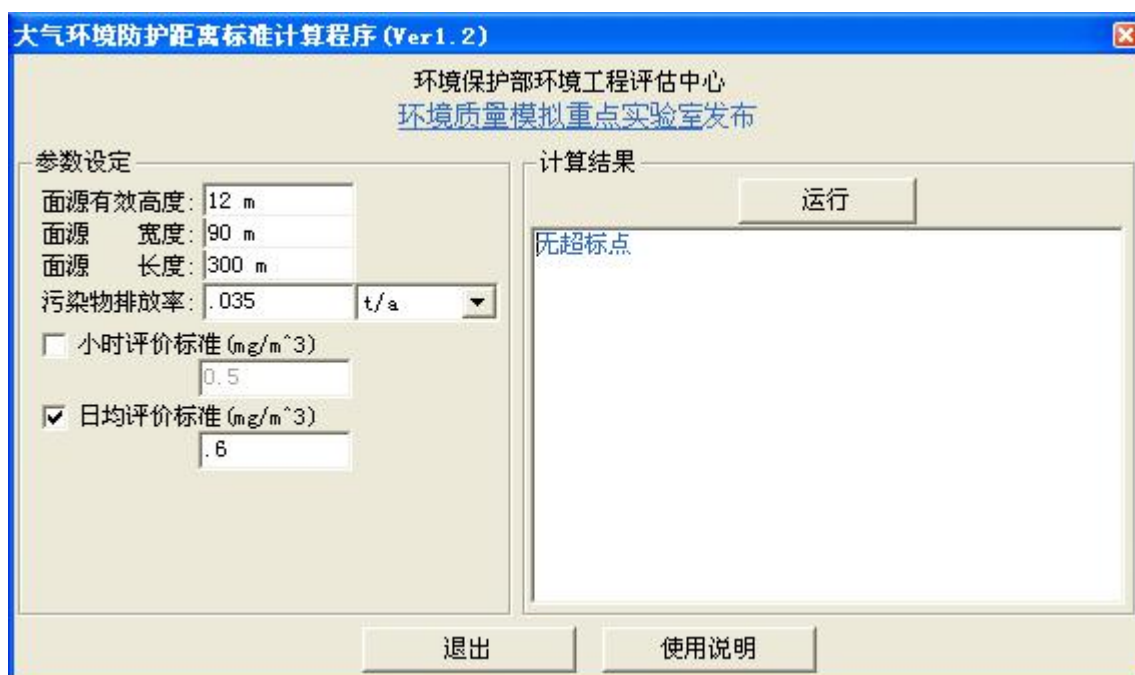 大气环境防护距离标准计算程序(Ver1.2)
环境保护部环境工程评估中心
环境质量模拟重点实验室发布
参数设定
面源有效高度: 12 m
面源 宽度: 90 m
面源 长度: 300 m
污染物排放率: .035 t/a
小时评价标准(mg/m^3)
0.5
日均评价标准(mg/m^3)
.6
计算结果
运行
无超标点
退出
使用说明